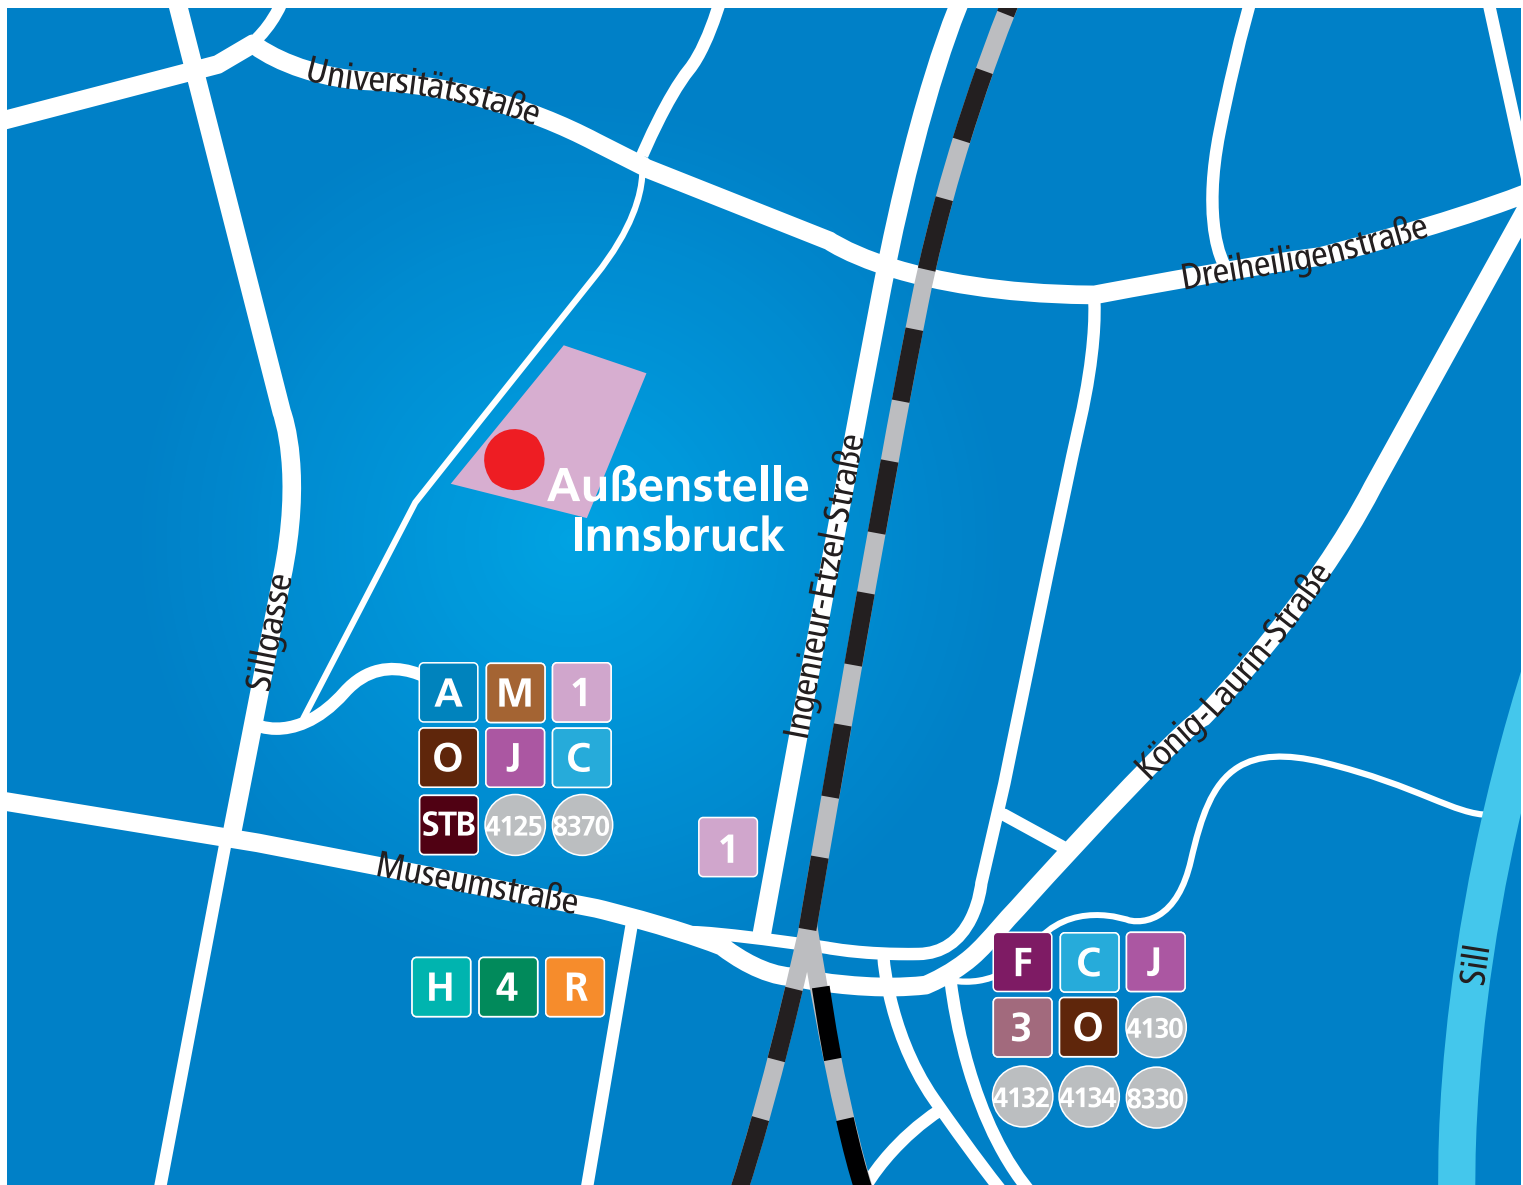 Universitätsstaße
Dreiheiligenstraße
Außenstelle
Innsbruck
Ingenieur-Etzel-Straße
Sillgasse
König-Laurin-Straße
A M 1
O J C
STB 4125 8370
1
Museumstraße
H 4 R
F C J
3 O 4130
4132 4134 8330
Sill